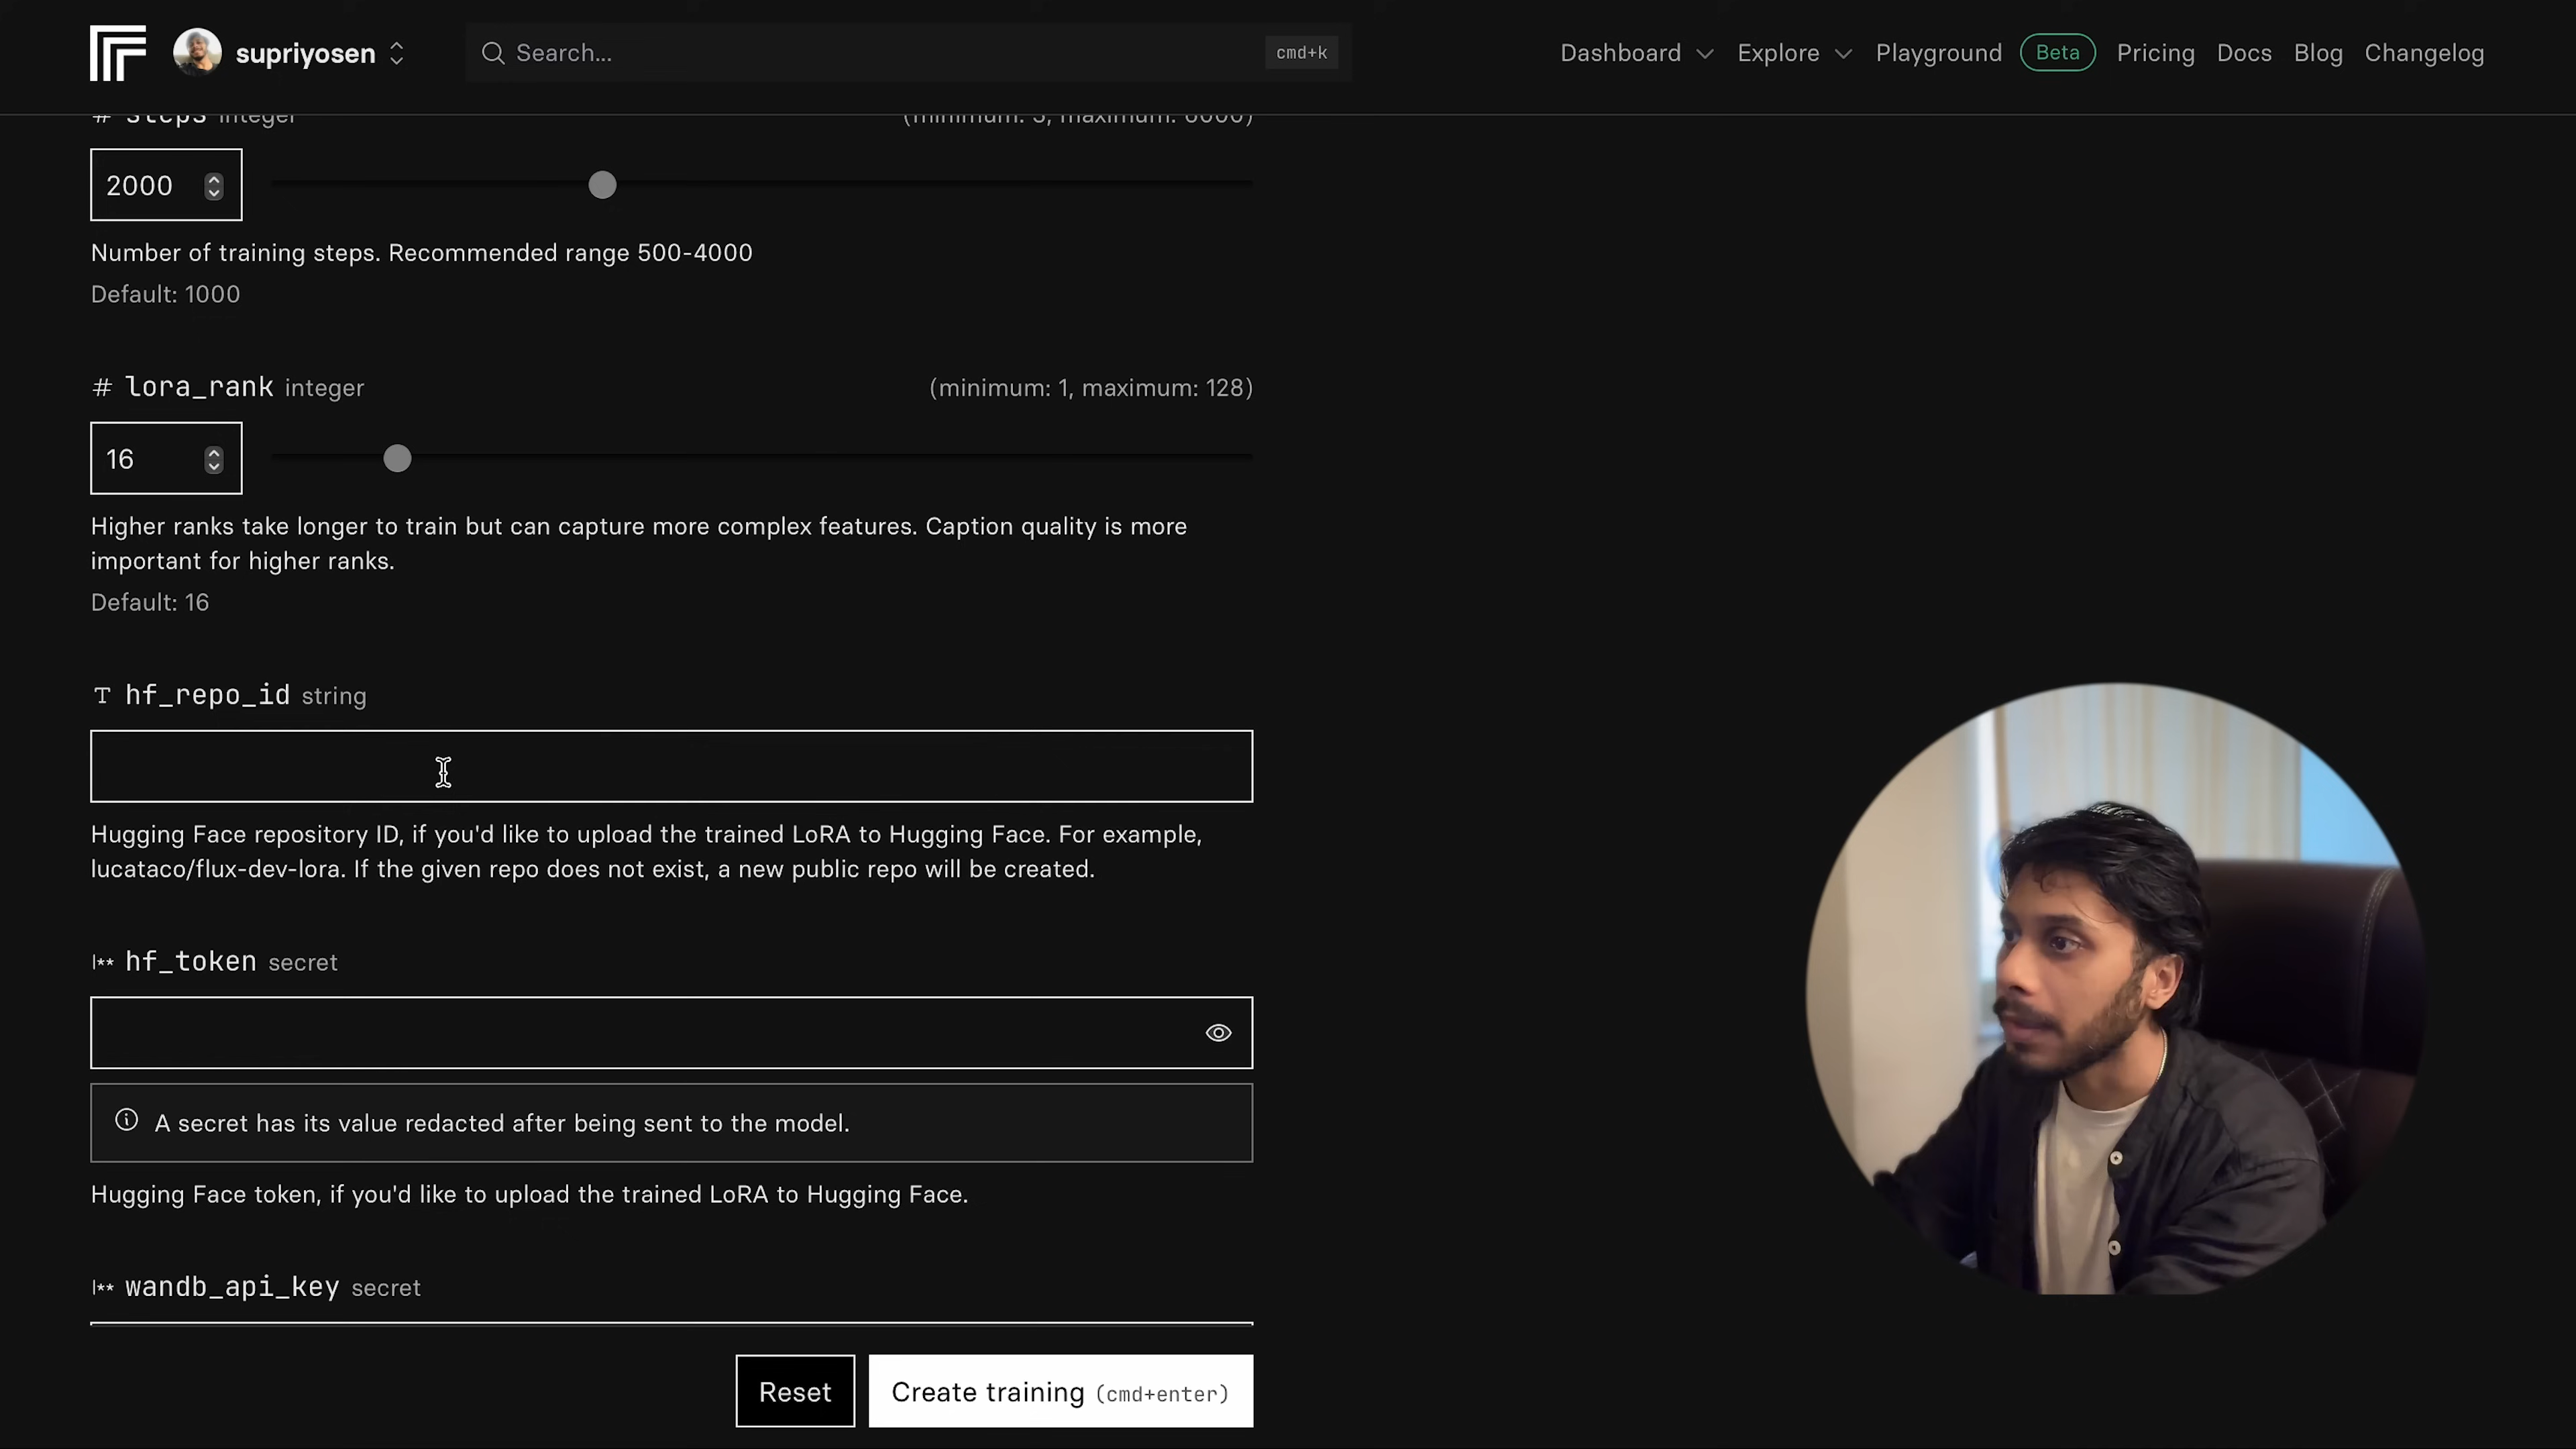 supriyosen
Search...
cmd+k
Dashboard
Explore
Playground
Beta
Pricing
Docs
Blog
Changelog
# steps integer
(minimum: 3, maximum: 6000)
2000
Number of training steps. Recommended range 500-4000
Default: 1000
# lora_rank integer
(minimum: 1, maximum: 128)
16
Higher ranks take longer to train but can capture more complex features. Caption quality is more
important for higher ranks.
Default: 16
T hf_repo_id string
Hugging Face repository ID, if you'd like to upload the trained LoRA to Hugging Face. For example,
lucataco/flux-dev-lora. If the given repo does not exist, a new public repo will be created.
|** hf_token secret
A secret has its value redacted after being sent to the model.
Hugging Face token, if you'd like to upload the trained LoRA to Hugging Face.
|** wandb_api_key secret
Reset
Create training (cmd+enter)